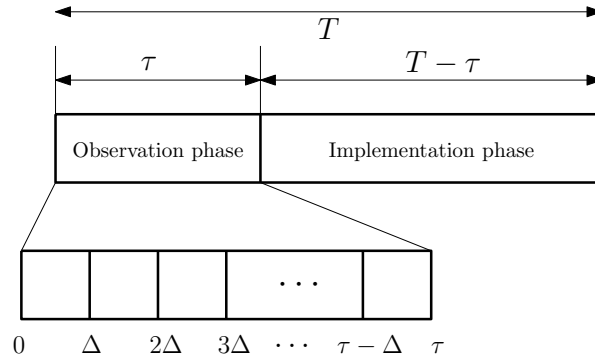 T
τ T − τ
Observation phase Implementation phase
· · ·
0 Δ 2Δ 3Δ · · · τ − Δ τ